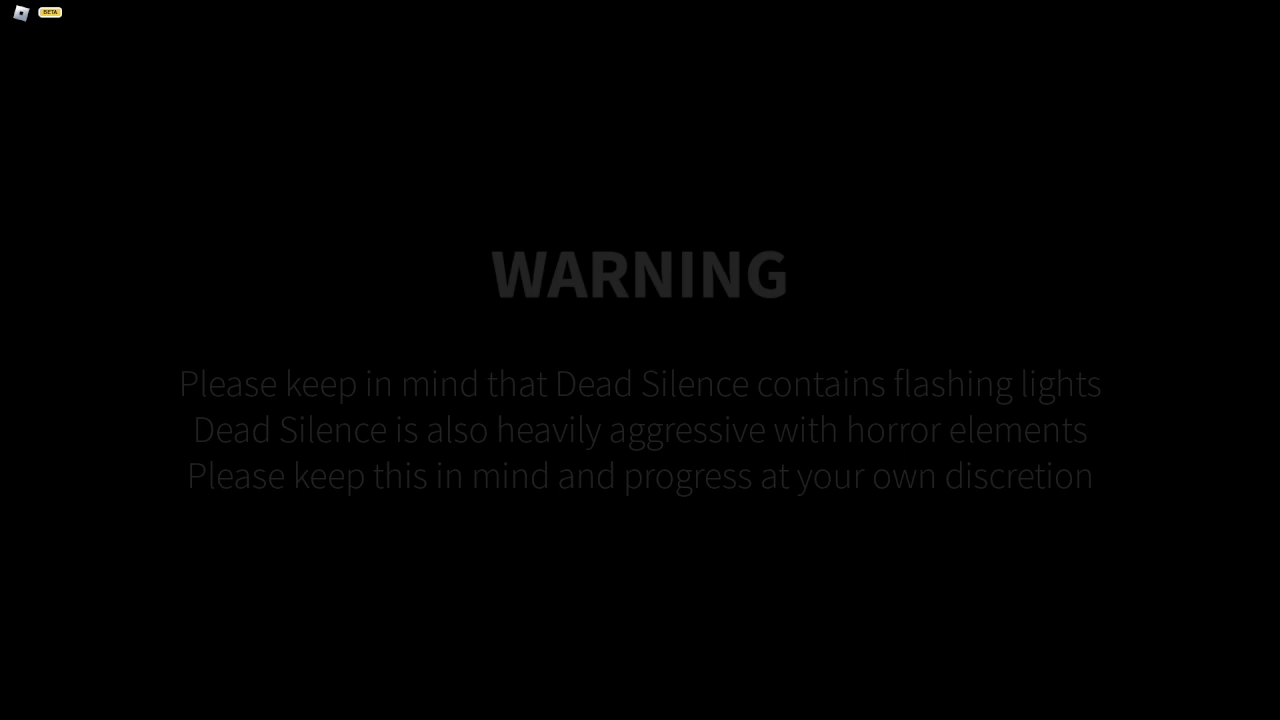 BETA
WARNING
Please keep in mind that Dead Silence contains flashing lights
Dead Silence is also heavily aggressive with horror elements
Please keep this in mind and progress at your own discretion